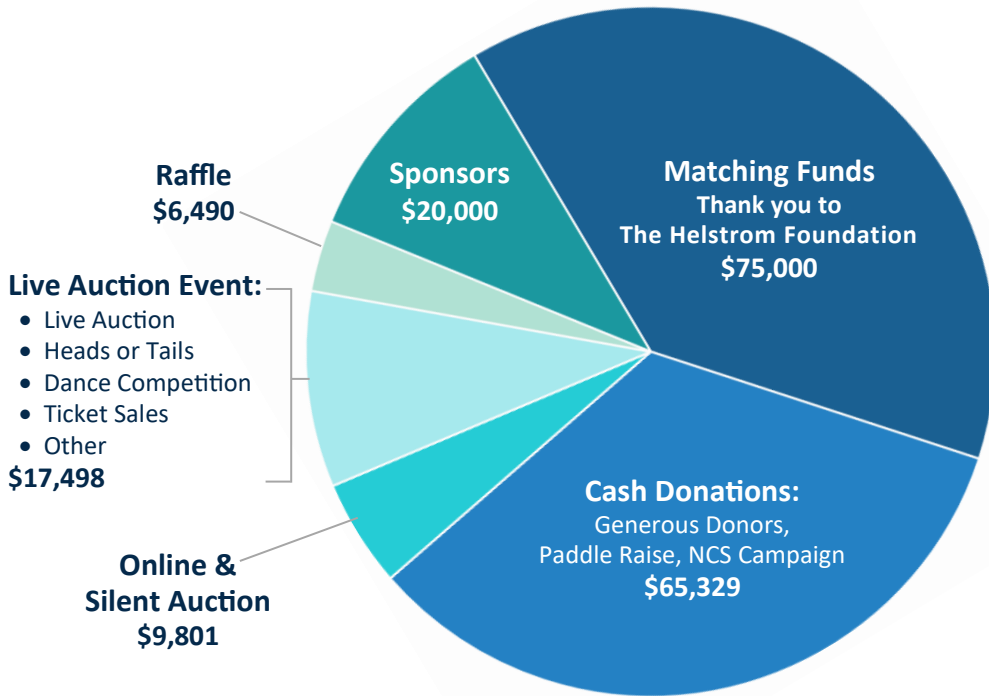 Matching Funds
Thank you to
The Helstrom Foundation
$75,000
Sponsors
$20,000
Raffle
$6,490
Live Auction Event:
• Live Auction
• Heads or Tails
• Dance Competition
• Ticket Sales
• Other
$17,498
Online &
Silent Auction
$9,801
Cash Donations:
Generous Donors,
Paddle Raise, NCS Campaign
$65,329